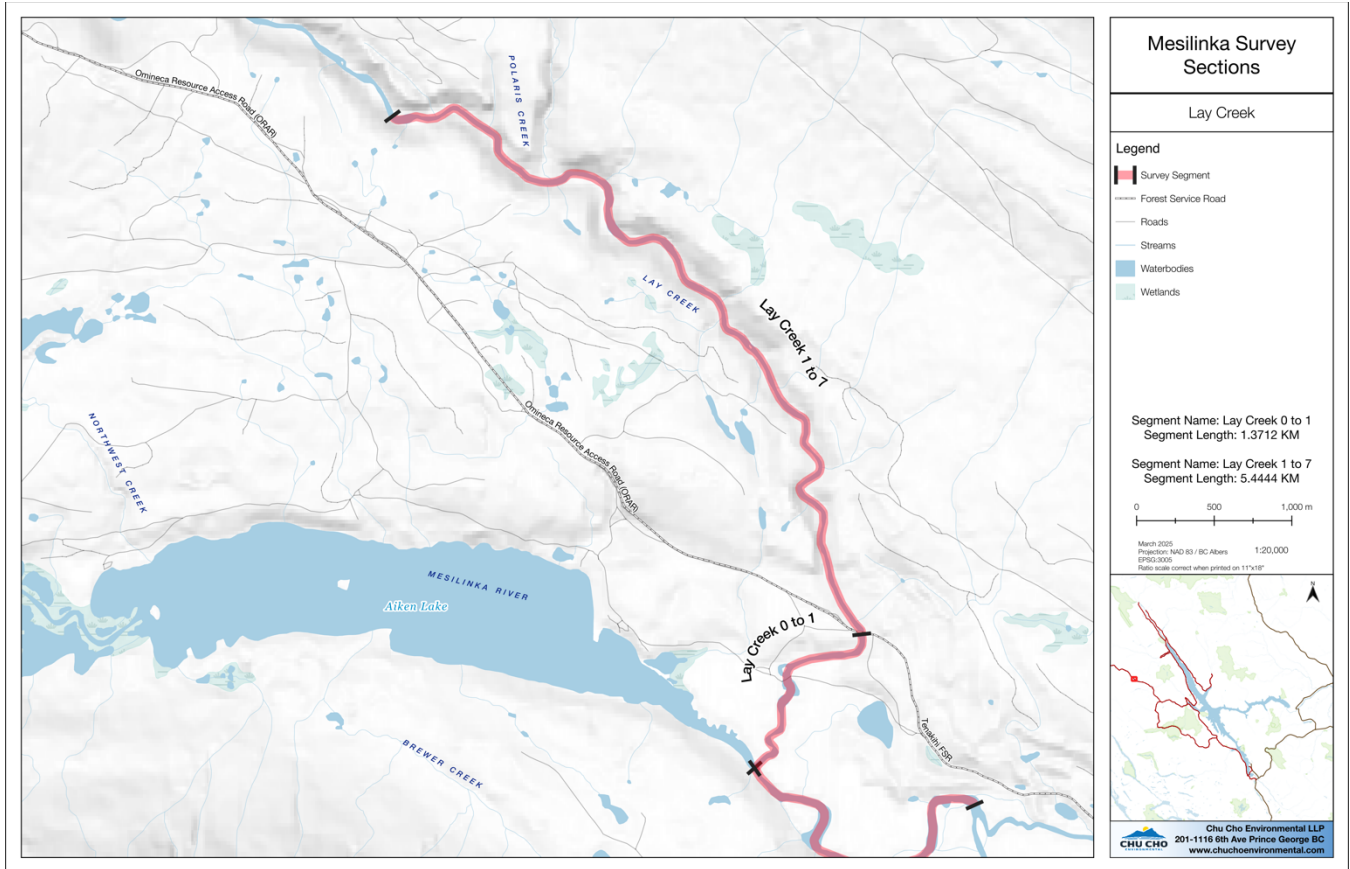 Mesilinka Survey
Sections
Lay Creek
Legend
Survey Segment
Forest Service Road
Roads
Streams
Waterbodies
Wetlands
Segment Name: Lay Creek 0 to 1
Segment Length: 1.3712 KM
Segment Name: Lay Creek 1 to 7
Segment Length: 5.4444 KM
0 500 1,000 m
March 2025
Projection: NAD 83 / BC Albers
EPSG:3005
Ratio scale correct when printed on 11"x18"
1:20,000
N
CHU CHO
ENVIRONMENTAL
Chu Cho Environmental LLP
201-1116 6th Ave Prince George BC
www.chuchoenvironmental.com
Omineca Resource Access Road (ORAR)
POLARIS CREEK
LAY CREEK
Lay Creek 1 to 7
Omineca Resource Access Road (ORAR)
NORTHWEST CREEK
MESILINKA RIVER
Aiken Lake
Lay Creek 0 to 1
Tenakihi FSR
BREWER CREEK